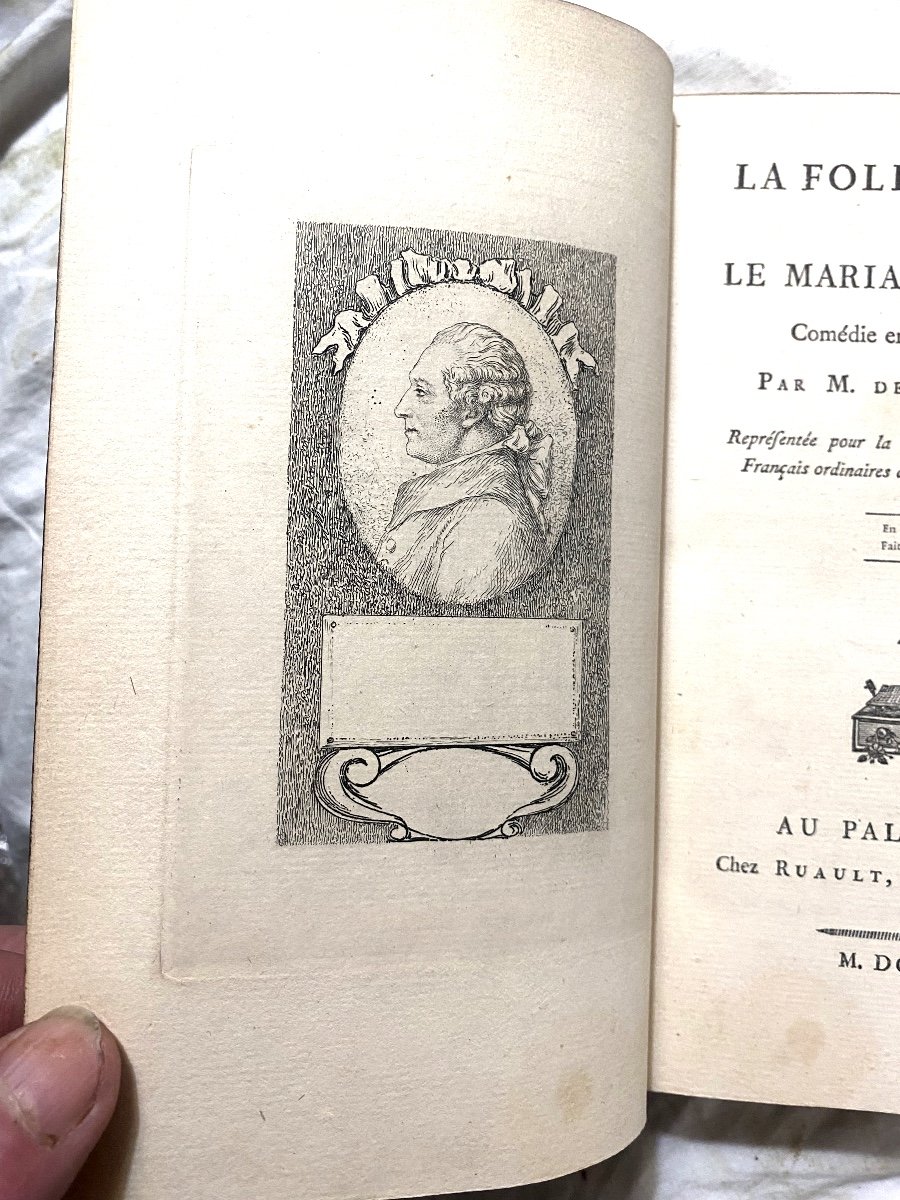 LA FOLI
LE MARIA
Comédie en
PAR M. DE
Repréſentée pour la
Français ordinaires
En
Fait
AU PAL
Chez RUAULT,
M. DC